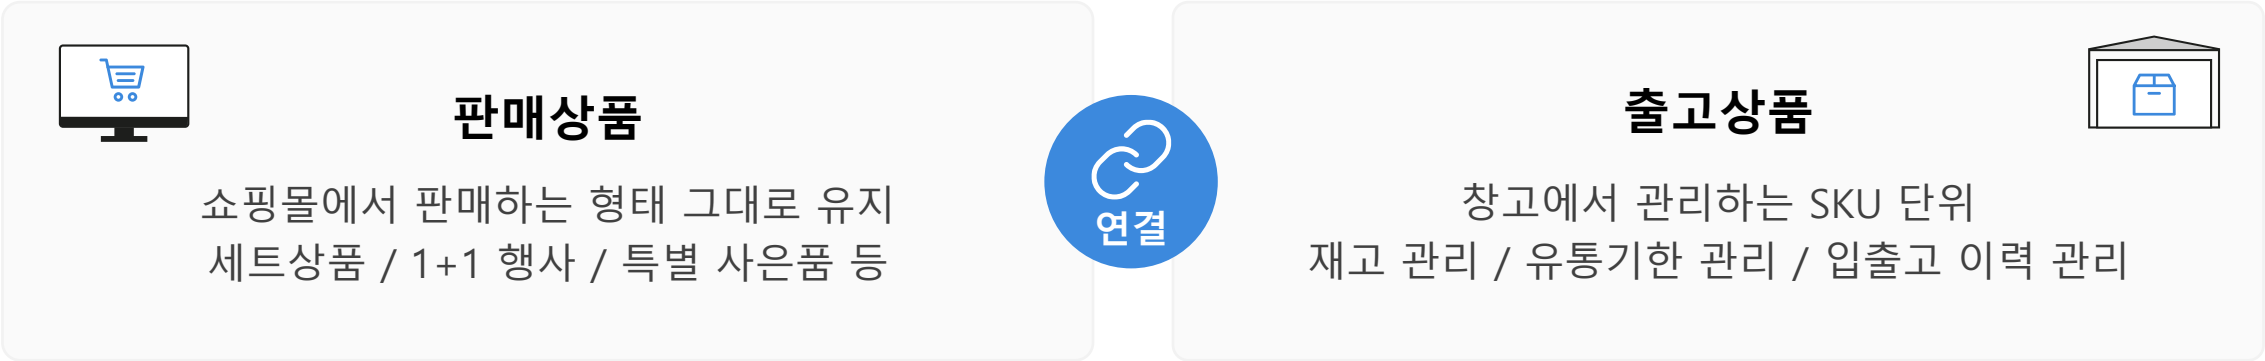 판매상품
쇼핑몰에서 판매하는 형태 그대로 유지
세트상품 / 1+1 행사 / 특별 사은품 등
연결
출고상품
창고에서 관리하는 SKU 단위
재고 관리 / 유통기한 관리 / 입출고 이력 관리